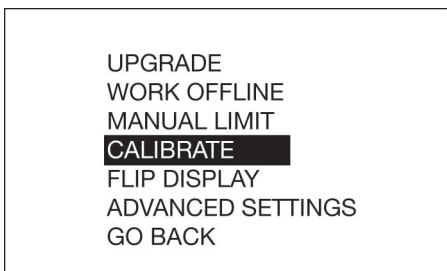 UPGRADE
WORK OFFLINE
MANUAL LIMIT
CALIBRATE
FLIP DISPLAY
ADVANCED SETTINGS
GO BACK